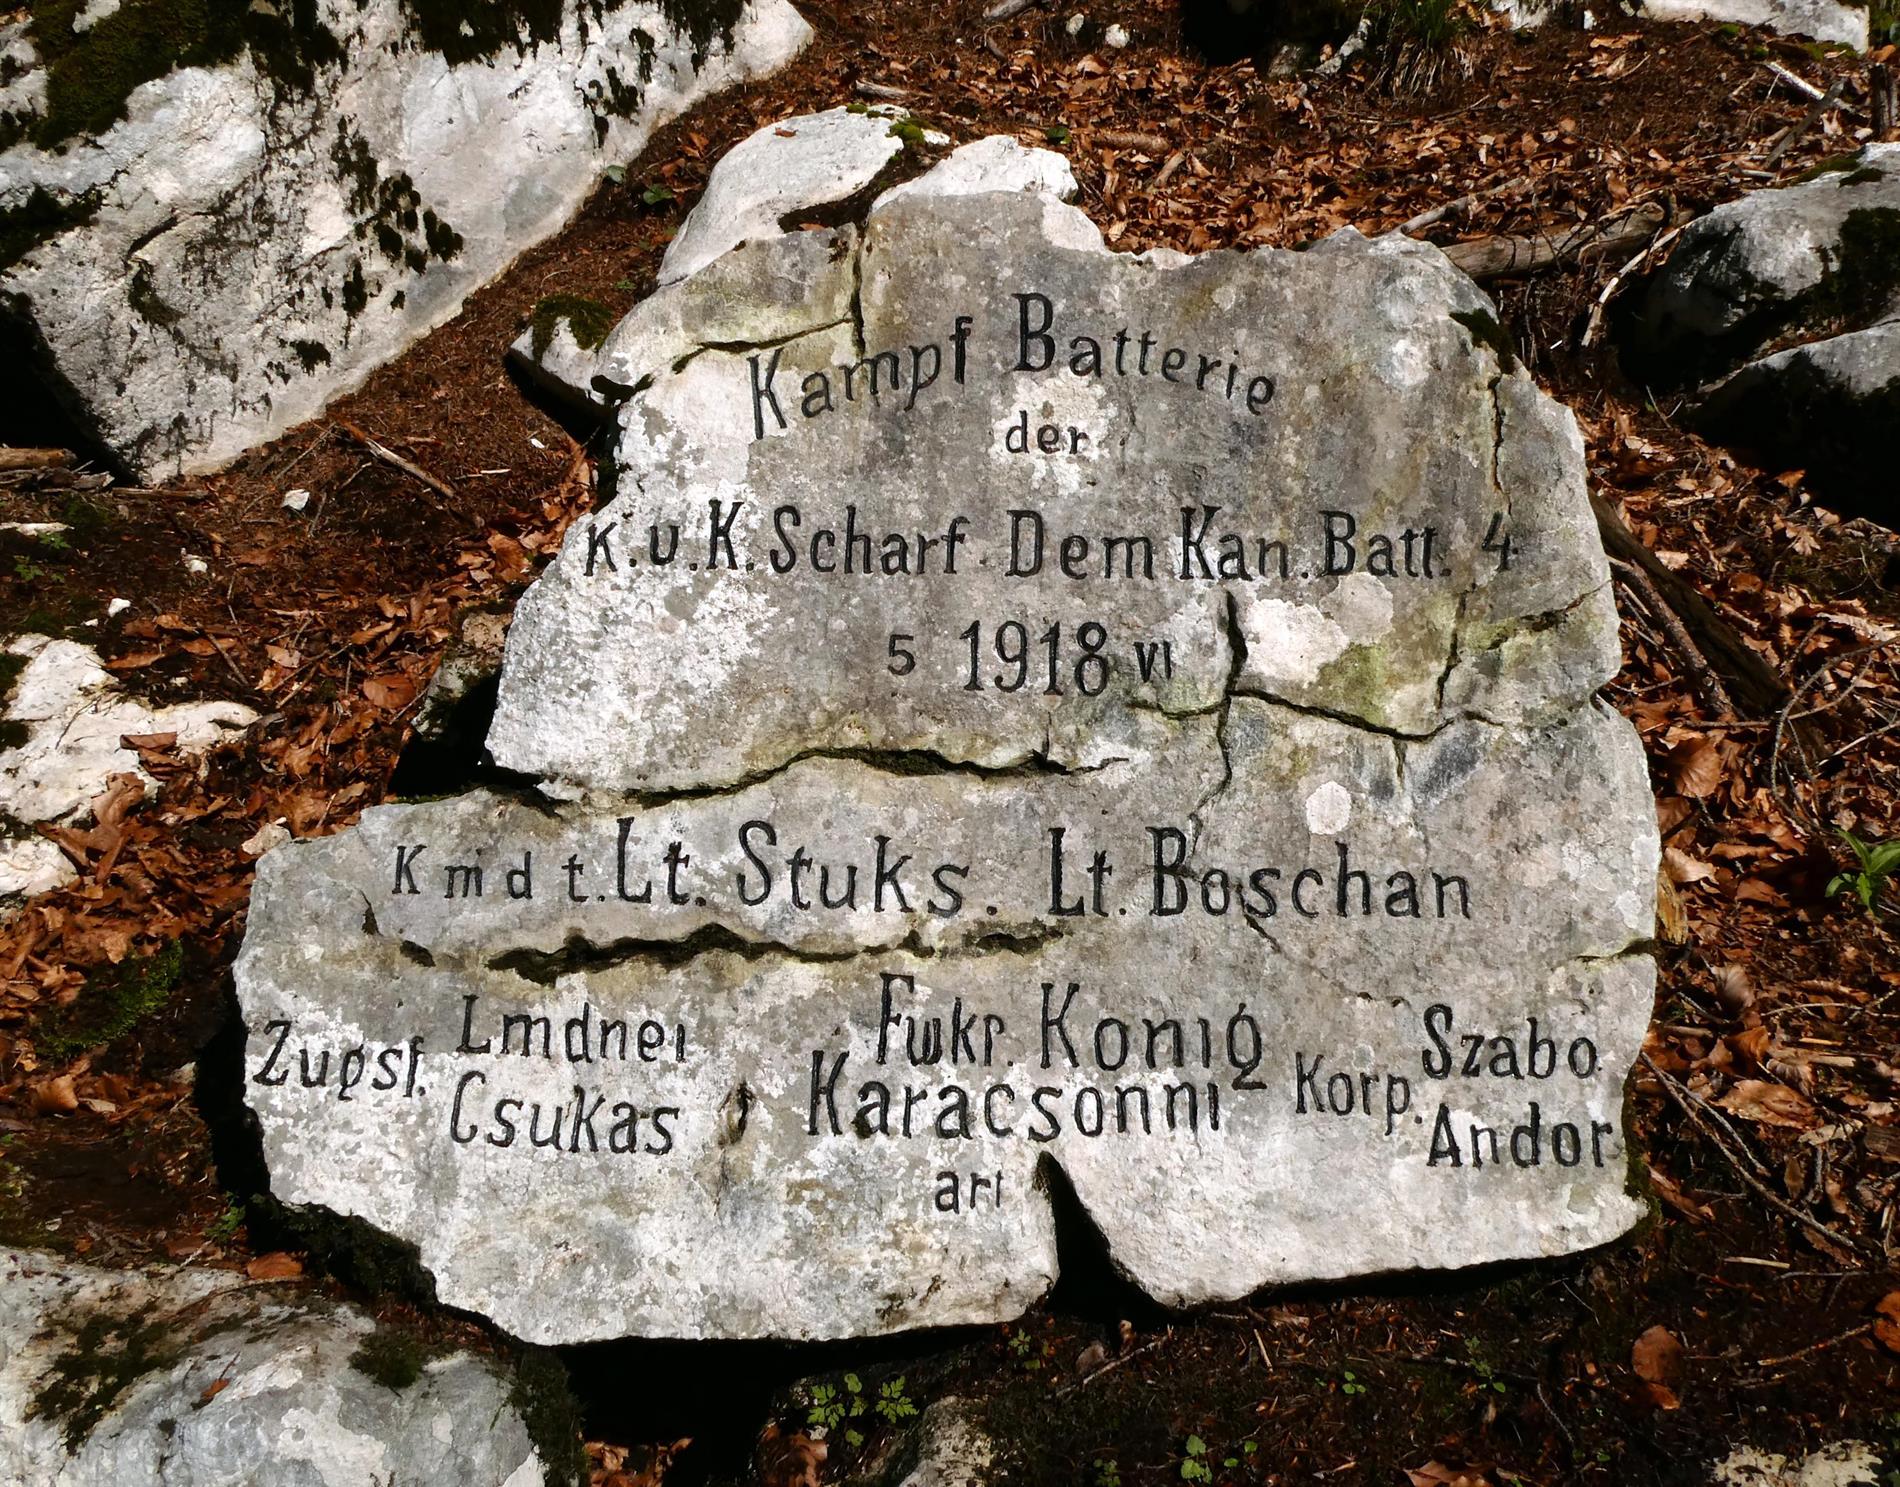 Kampf Batterie
der
K.u.K. Scharf. Dem Kan. Batt. 4.
5 1918 VI
Kmdt. Lt. Stuks. Lt. Boschan
Zugsf. Lmdnei
Csukas
Fwkr. Konig
Karacsonni
art
Korp. Szabo
Andor